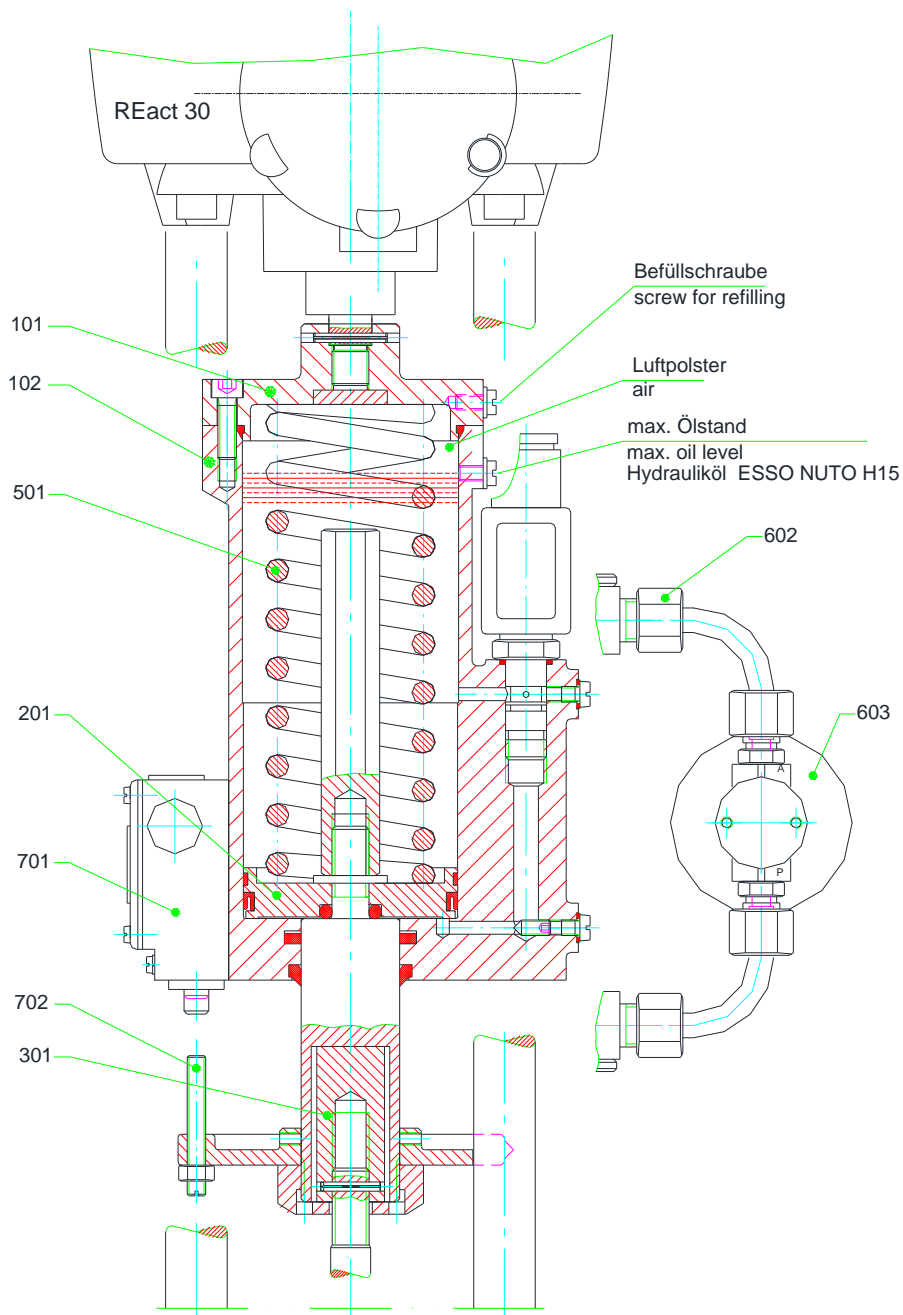 REact 30
Befüllschraube
screw for refilling
101
Luftpolster
air
102
max. Ölstand
max. oil level
Hydrauliköl ESSO NUTO H15
501
602
201
603
A
P
701
702
301